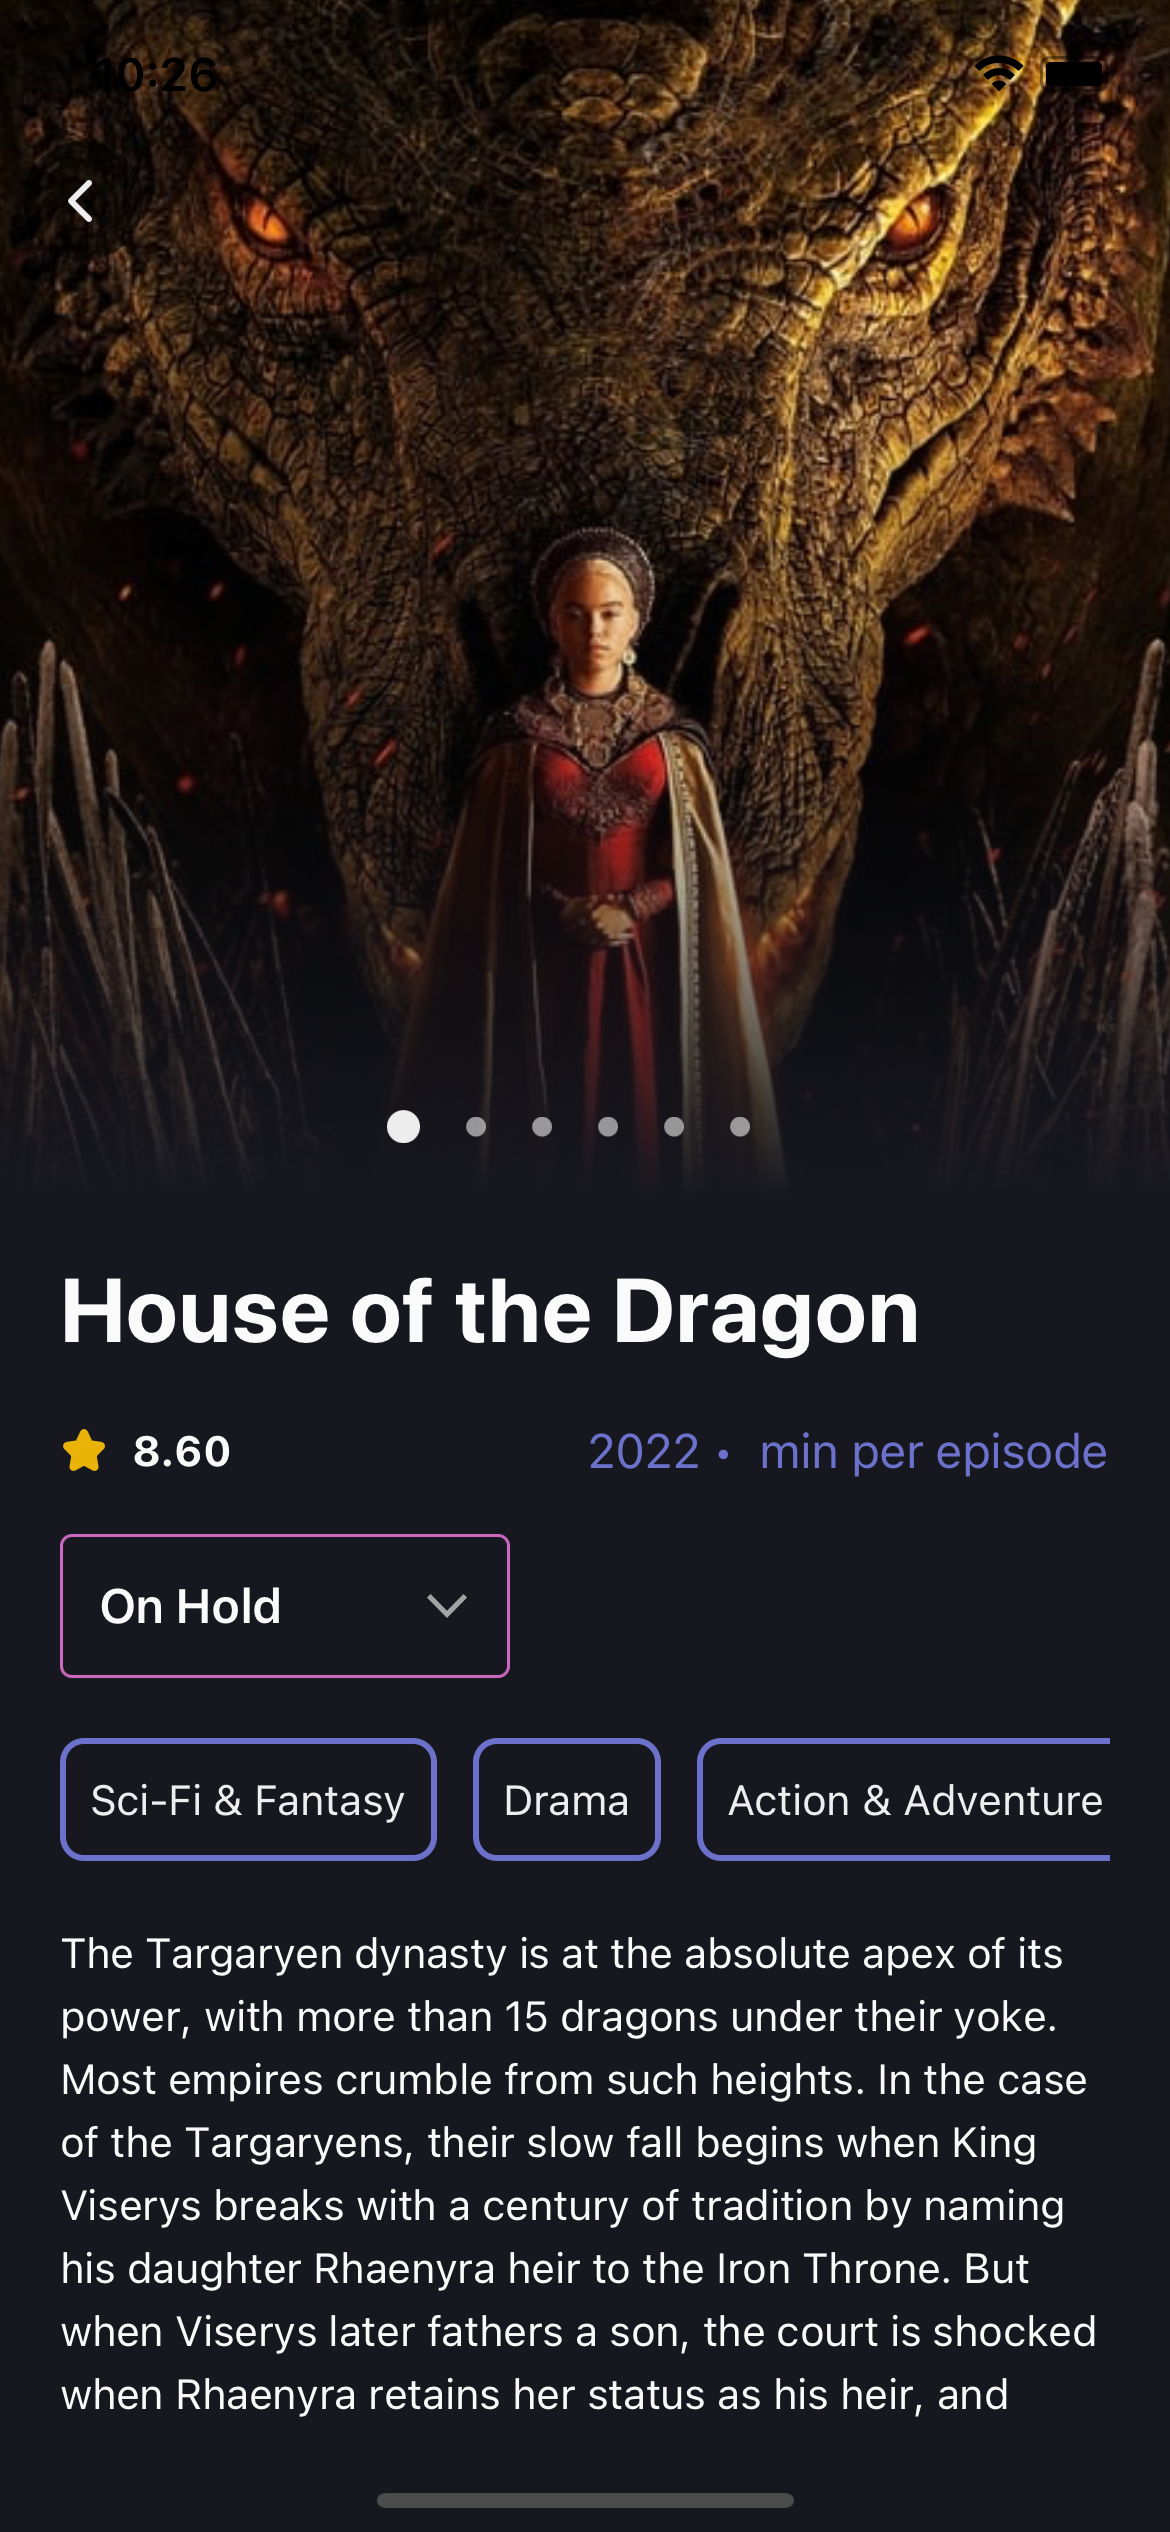 10:26
House of the Dragon
8.60
2022 • min per episode
On Hold
Sci-Fi & Fantasy
Drama
Action & Adventure
The Targaryen dynasty is at the absolute apex of its
power, with more than 15 dragons under their yoke.
Most empires crumble from such heights. In the case
of the Targaryens, their slow fall begins when King
Viserys breaks with a century of tradition by naming
his daughter Rhaenyra heir to the Iron Throne. But
when Viserys later fathers a son, the court is shocked
when Rhaenyra retains her status as his heir, and